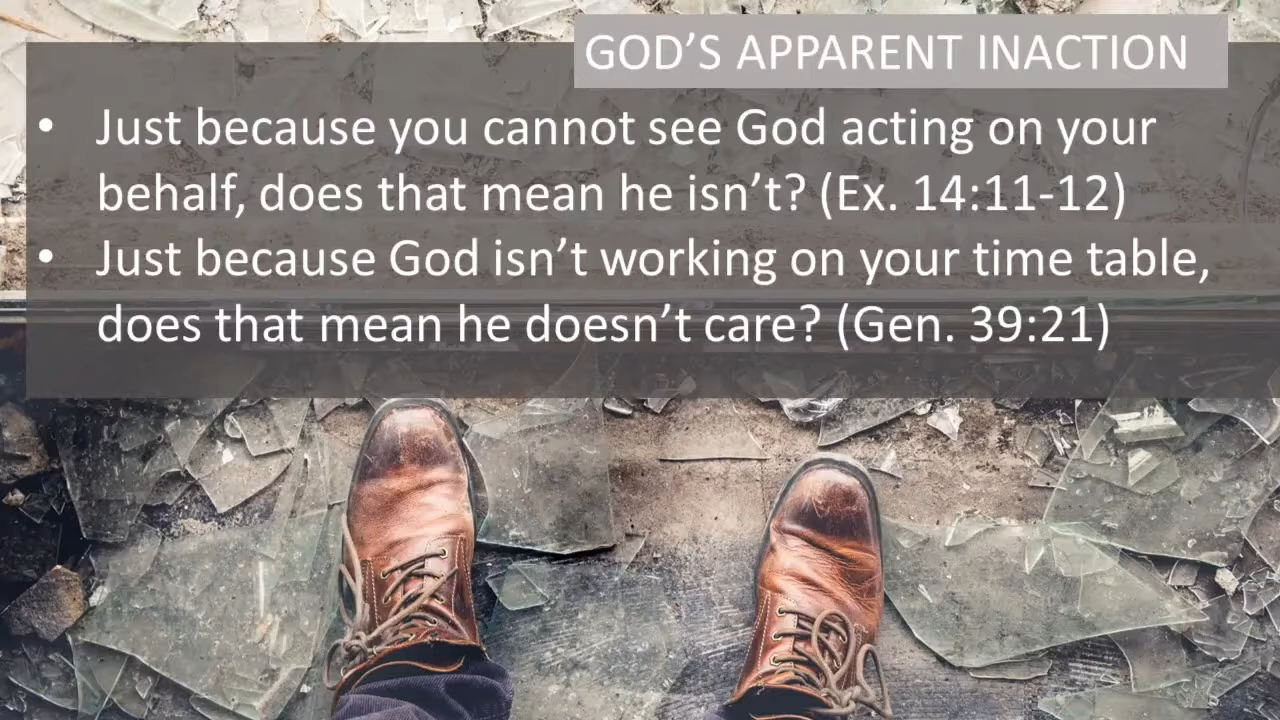 GOD’S APPARENT INACTION
• Just because you cannot see God acting on your
behalf, does that mean he isn’t? (Ex. 14:11-12)
• Just because God isn’t working on your time table,
does that mean he doesn’t care? (Gen. 39:21)